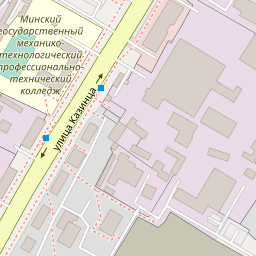 Минский
государственный
механико-
технологический
профессионально-
технический
колледж
улица Казинца